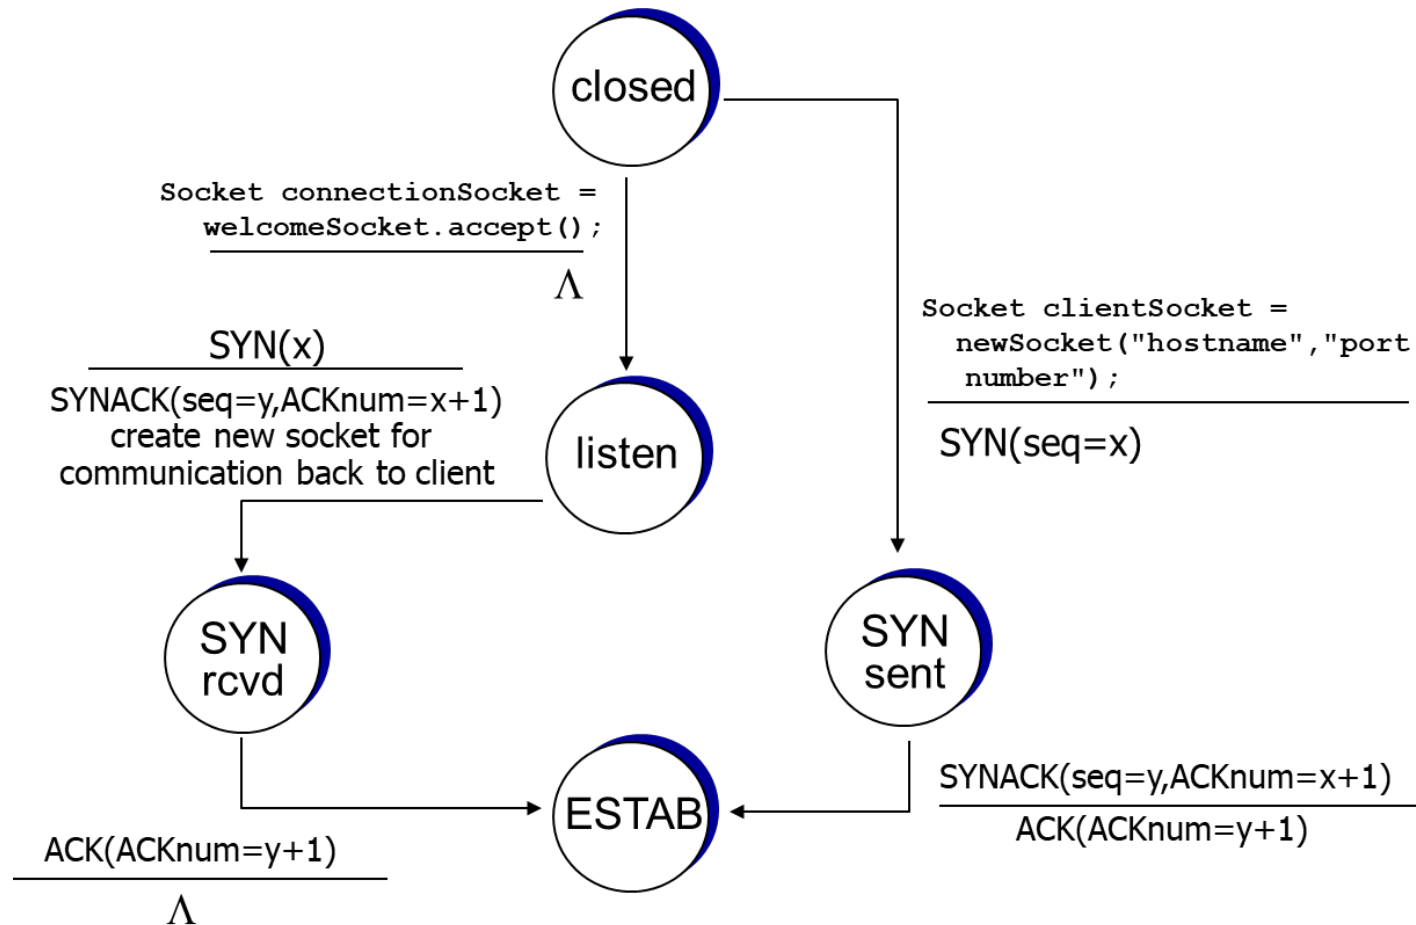 closed
Socket connectionSocket =
welcomeSocket.accept();
Λ
Socket clientSocket =
newSocket("hostname","port
number");
SYN(seq=x)
SYN(x)
SYNACK(seq=y,ACKnum=x+1)
create new socket for
communication back to client
listen
SYN
rcvd
SYN
sent
ESTAB
SYNACK(seq=y,ACKnum=x+1)
ACK(ACKnum=y+1)
ACK(ACKnum=y+1)
Λ